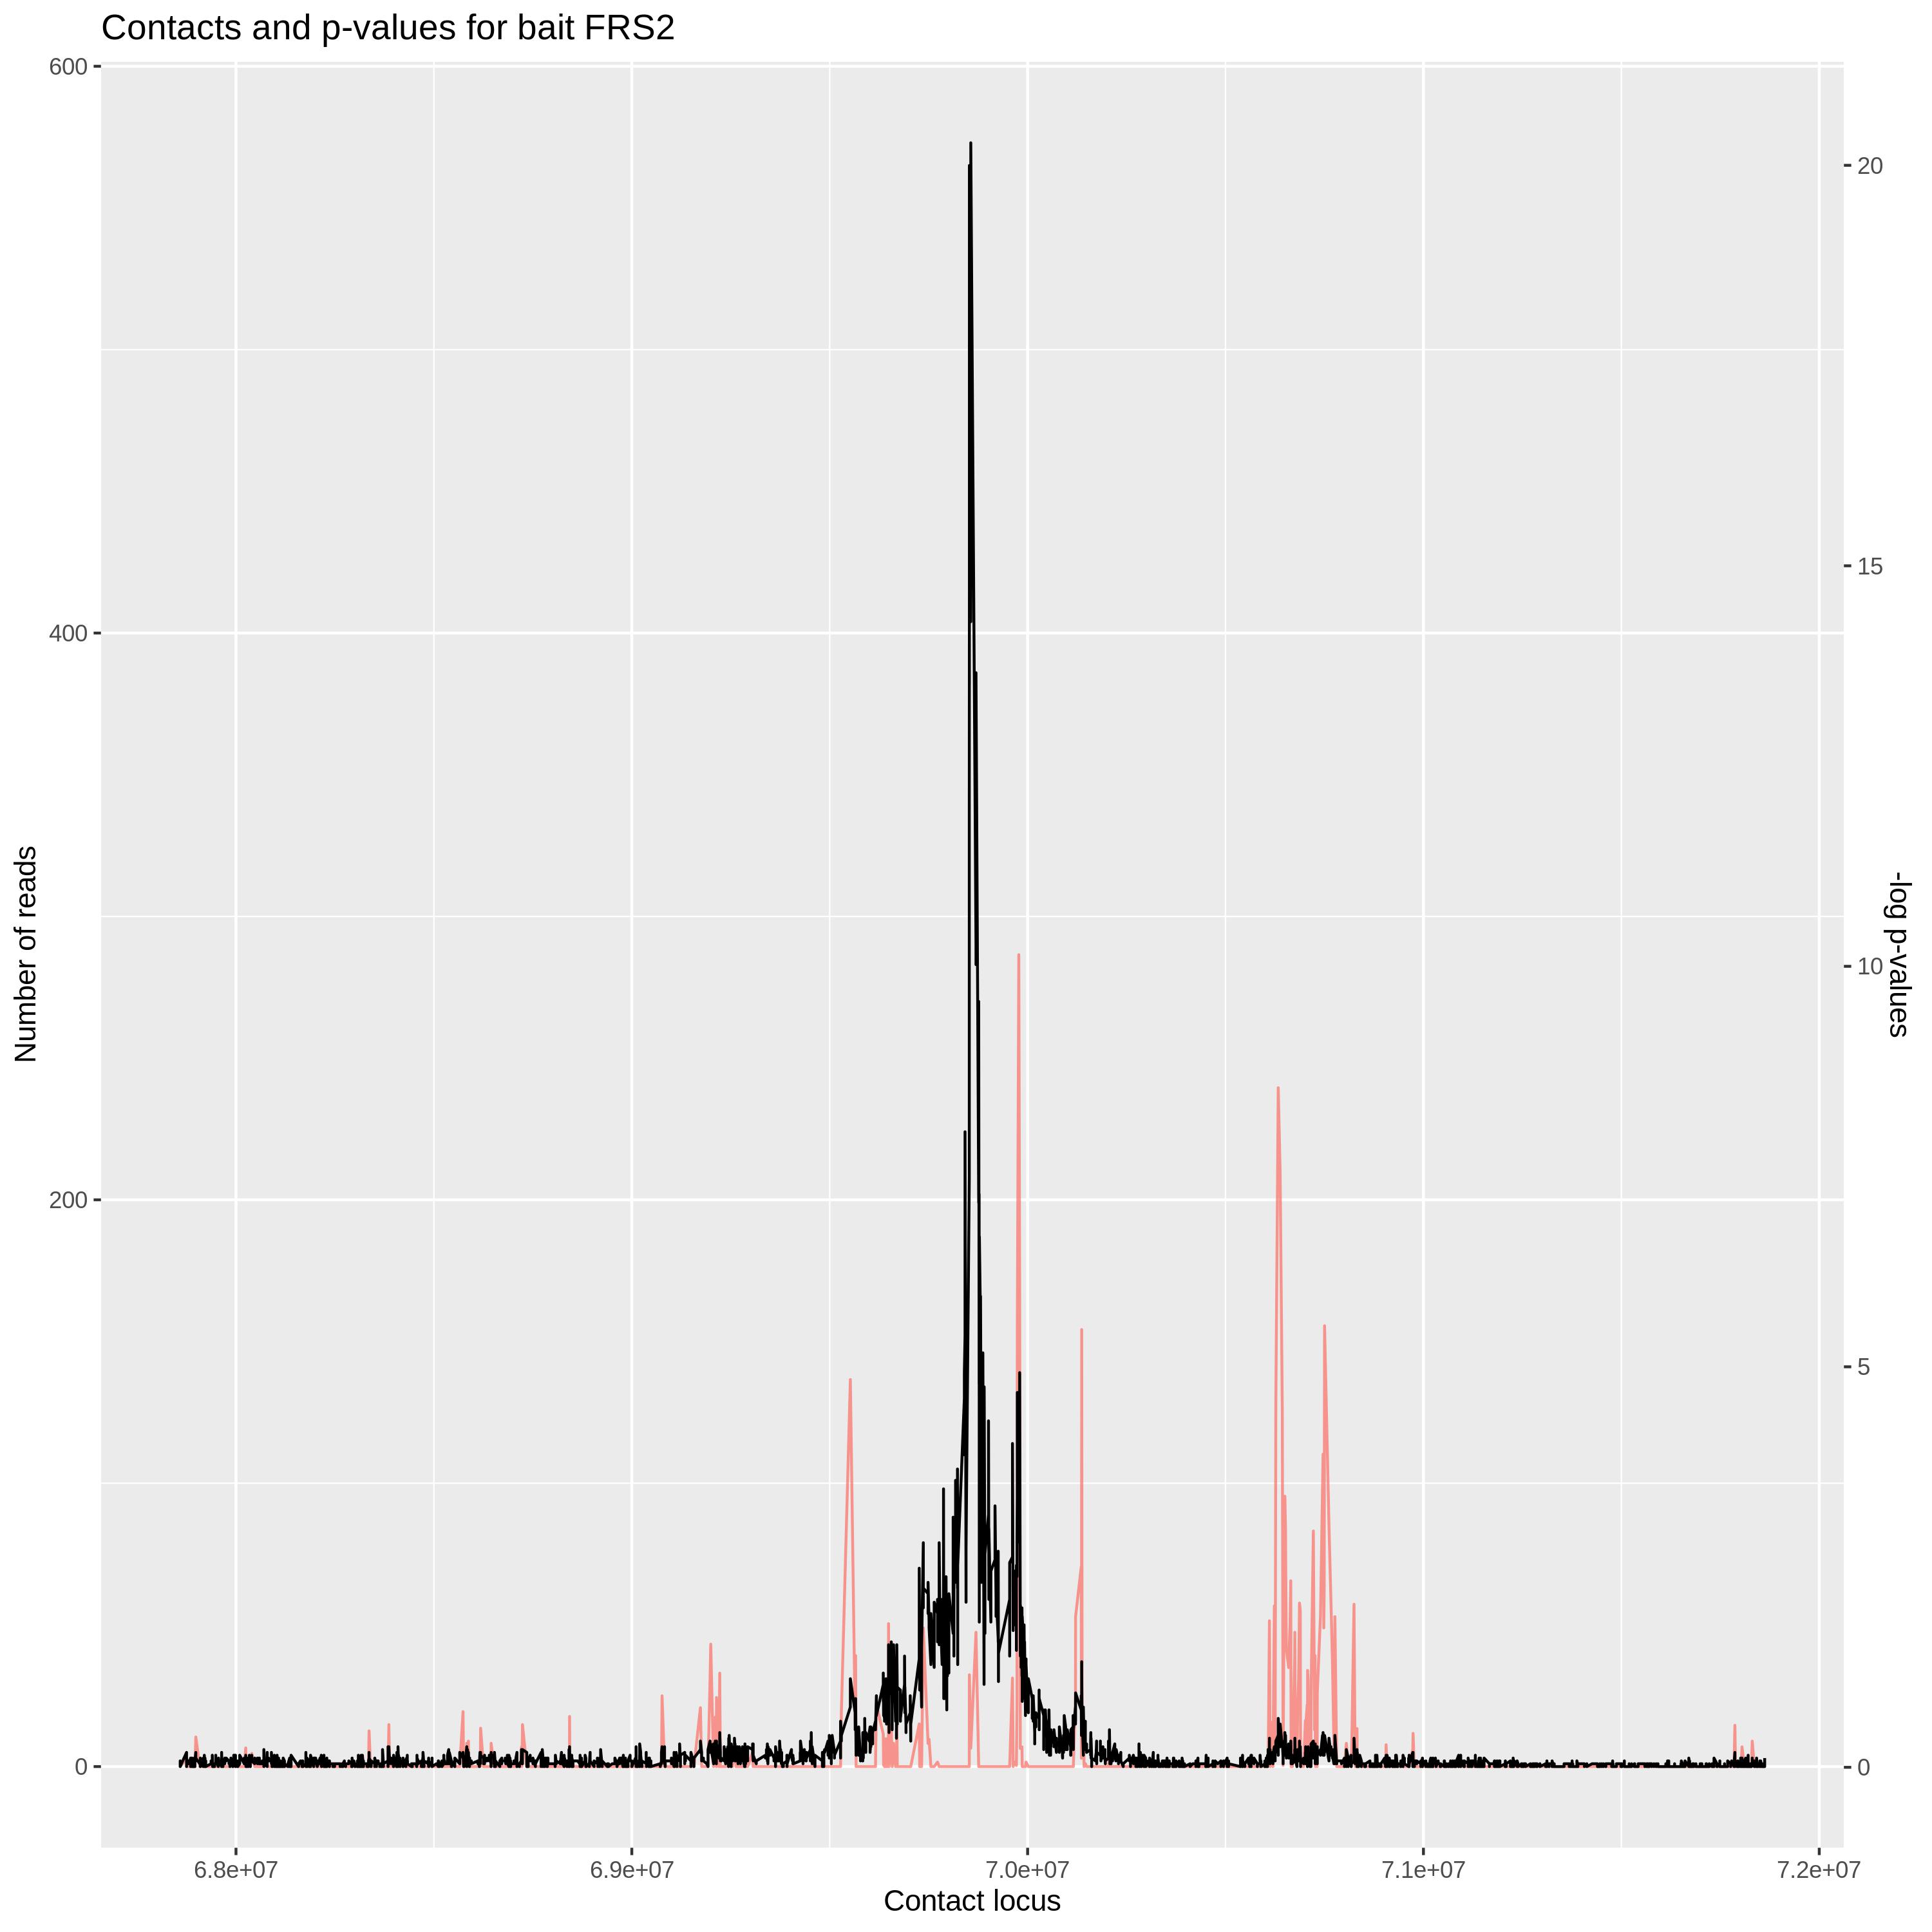 Contacts and p-values for bait FRS2
600
400
200
0
Number of reads
20
15
10
5
0
-log p-values
6.8e+07
6.9e+07
7.0e+07
7.1e+07
7.2e+07
Contact locus